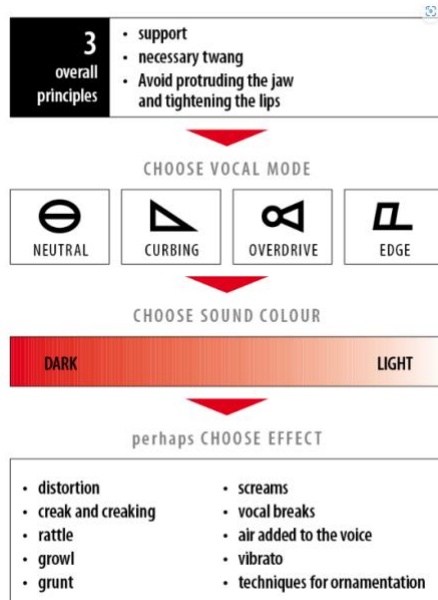 3
overall
principles
• support
• necessary twang
• Avoid protruding the jaw
and tightening the lips
CHOOSE VOCAL MODE
NEUTRAL
CURBING
OVERDRIVE
EDGE
CHOOSE SOUND COLOUR
DARK
LIGHT
perhaps CHOOSE EFFECT
• distortion
• creak and creaking
• rattle
• growl
• grunt
• screams
• vocal breaks
• air added to the voice
• vibrato
• techniques for ornamentation